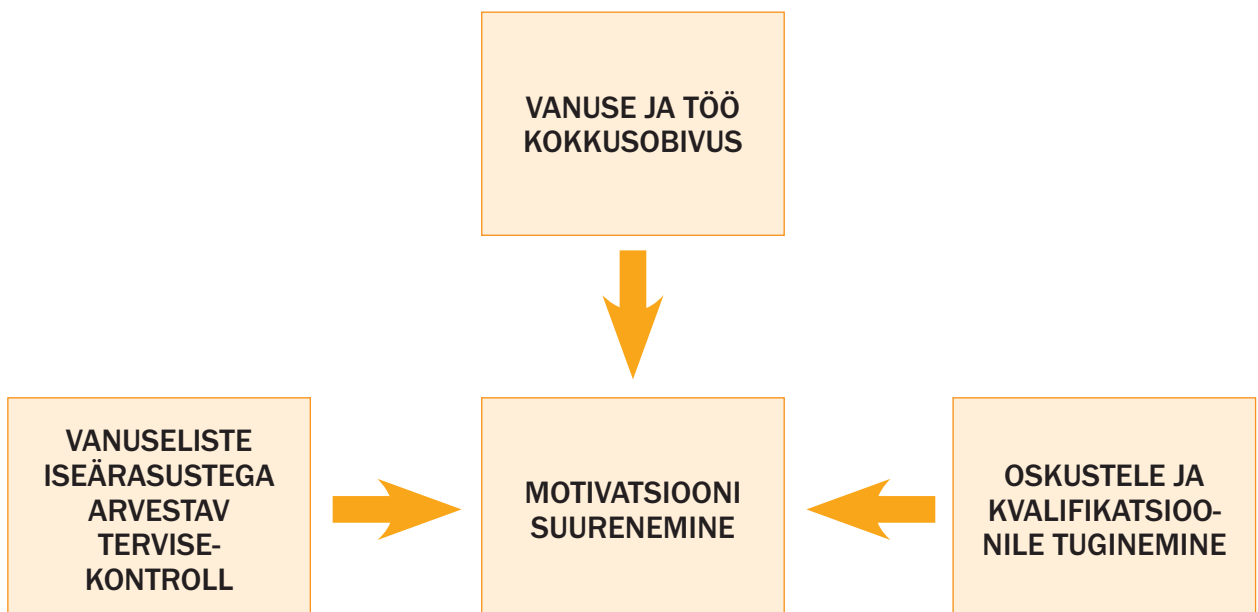 VANUSE JA TÖÖ
KOKKUSOBIVUS
VANUSELISTE
ISEÄRASUSTEGA
ARVESTAV
TERVISE-
KONTROLL
MOTIVATSIOONI
SUURENEMINE
OSKUSTELE JA
KVALIFIKATSIOO-
NILE TUGINEMINE